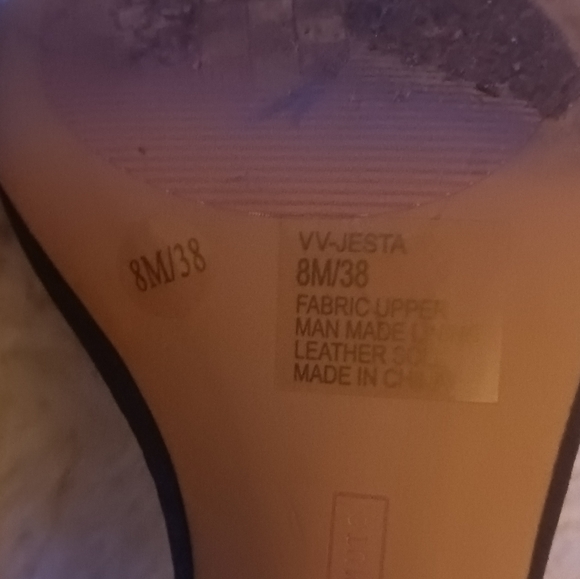 8M/38
VV-JESTA
8M/38
FABRIC UPPER
MAN MADE
LEATHER
MADE IN